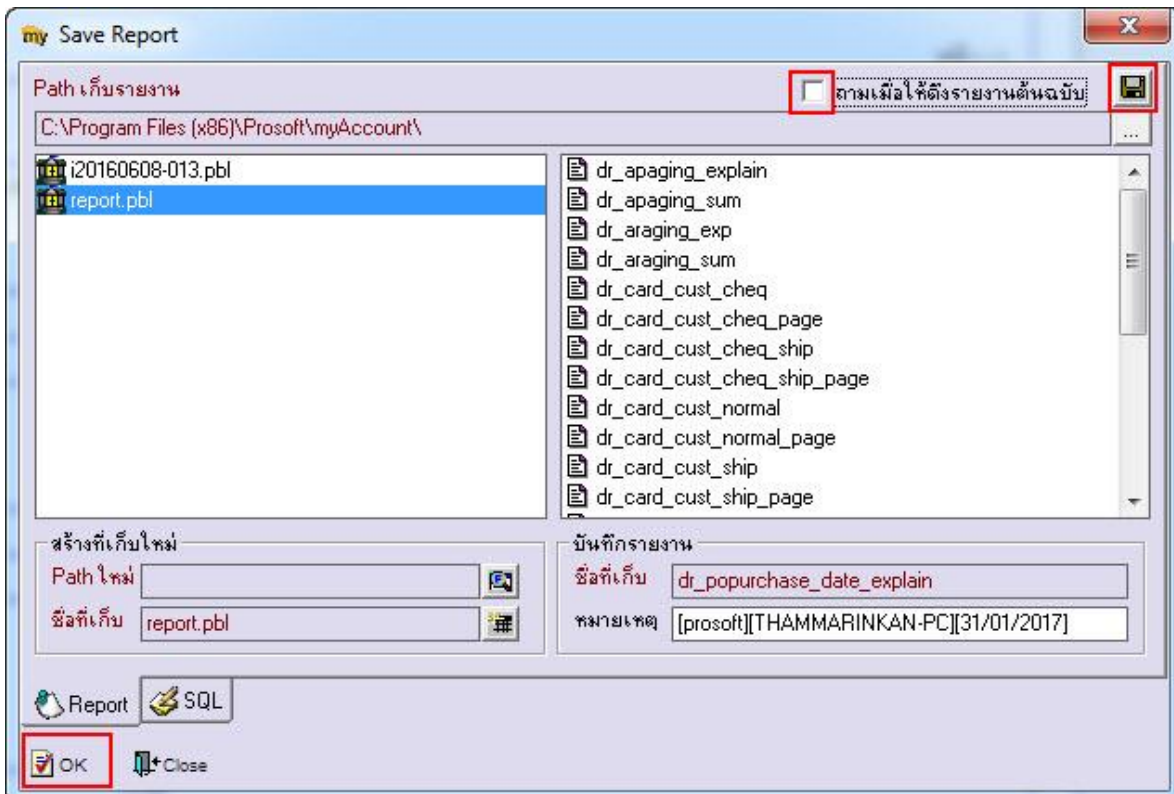 my Save Report
Path เก็บรายงาน
ถามเมื่อให้ดึงรายงานต้นฉบับ
C:\Program Files (x86)\Prosoft\myAccount\
...
i20160608-013.pbl
report.pbl
dr_apaging_explain
dr_apaging_sum
dr_araging_exp
dr_araging_sum
dr_card_cust_cheq
dr_card_cust_cheq_page
dr_card_cust_cheq_ship
dr_card_cust_cheq_ship_page
dr_card_cust_normal
dr_card_cust_normal_page
dr_card_cust_ship
dr_card_cust_ship_page
สร้างที่เก็บใหม่
Path ใหม่
ชื่อที่เก็บ report.pbl
บันทึกรายงาน
ชื่อที่เก็บ dr_popurchase_date_explain
หมายเหตุ [prosoft][THAMMARINKAN-PC][31/01/2017]
Report SQL
OK Close